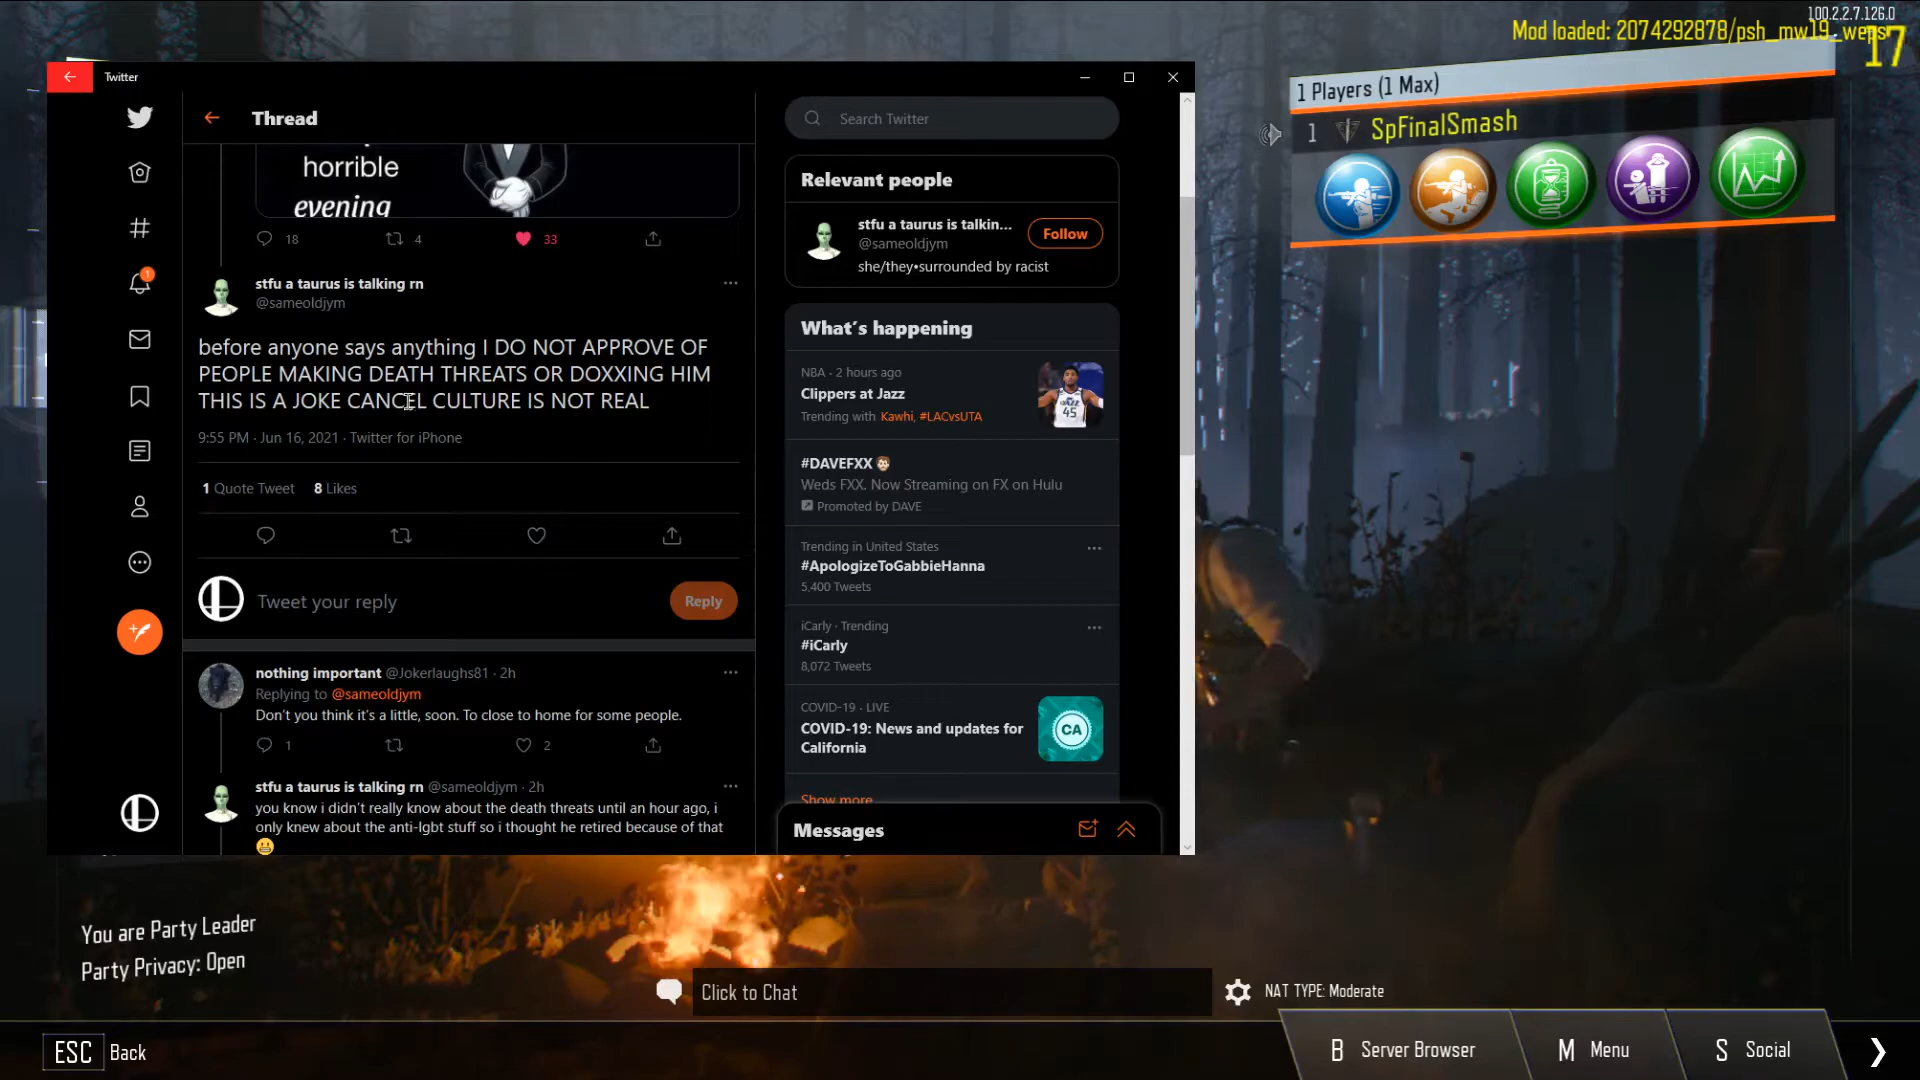 100.2.2.7.126.0
Mod loaded: 2074292878/psh_mw19_weps
17
Twitter
Thread
Search Twitter
1 Players (1 Max)
1 SpFinalSmash
horrible
evening
18 4 33
Relevant people
stfu a taurus is talkin...
@sameoldjym
Follow
she/they•surrounded by racist
stfu a taurus is talking rn
@sameoldjym
before anyone says anything I DO NOT APPROVE OF
PEOPLE MAKING DEATH THREATS OR DOXXING HIM
THIS IS A JOKE CANCEL CULTURE IS NOT REAL
9:55 PM · Jun 16, 2021 · Twitter for iPhone
1 Quote Tweet 8 Likes
Tweet your reply
Reply
What's happening
NBA · 2 hours ago
Clippers at Jazz
Trending with Kawhi, #LACvsUTA
UTAH
45
#DAVEFXX
Weds FXX. Now Streaming on FX on Hulu
Promoted by DAVE
Trending in United States
#ApologizeToGabbieHanna
5,400 Tweets
iCarly · Trending
#iCarly
8,072 Tweets
COVID-19 · LIVE
COVID-19: News and updates for
California
CA
Show more
Messages
1
nothing important @Jokerlaughs81 · 2h
Replying to @sameoldjym
Don't you think it's a little, soon. To close to home for some people.
1 2
stfu a taurus is talking rn @sameoldjym · 2h
you know i didn't really know about the death threats until an hour ago, i
only knew about the anti-lgbt stuff so i thought he retired because of that
You are Party Leader
Party Privacy: Open
Click to Chat
NAT TYPE: Moderate
ESC Back
B Server Browser
M Menu
S Social